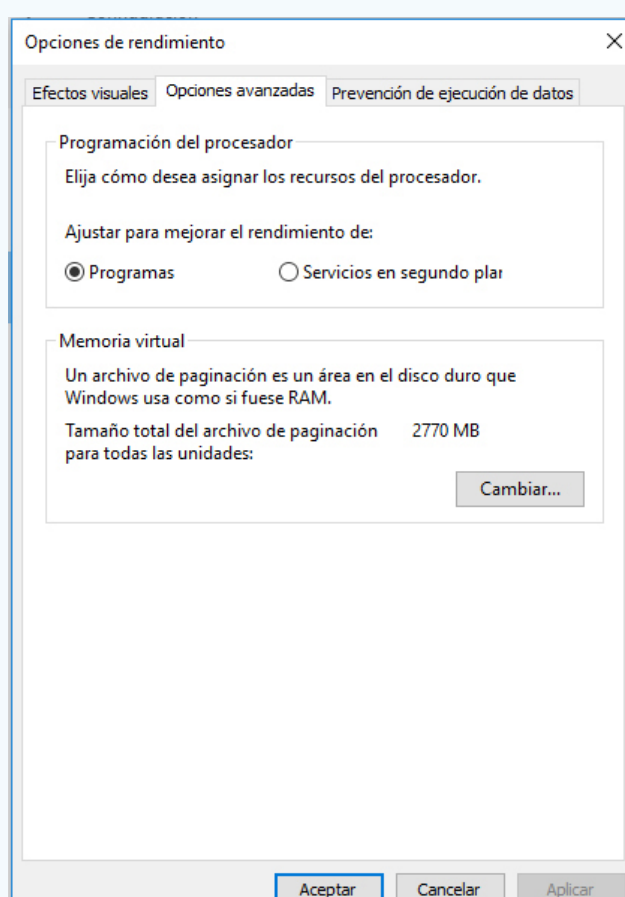 Opciones de rendimiento
Efectos visuales
Opciones avanzadas
Prevención de ejecución de datos
Programación del procesador
Elija cómo desea asignar los recursos del procesador.
Ajustar para mejorar el rendimiento de:
Programas
Servicios en segundo plar
Memoria virtual
Un archivo de paginación es un área en el disco duro que
Windows usa como si fuese RAM.
Tamaño total del archivo de paginación 2770 MB
para todas las unidades:
Cambiar...
Aceptar
Cancelar
Aplicar